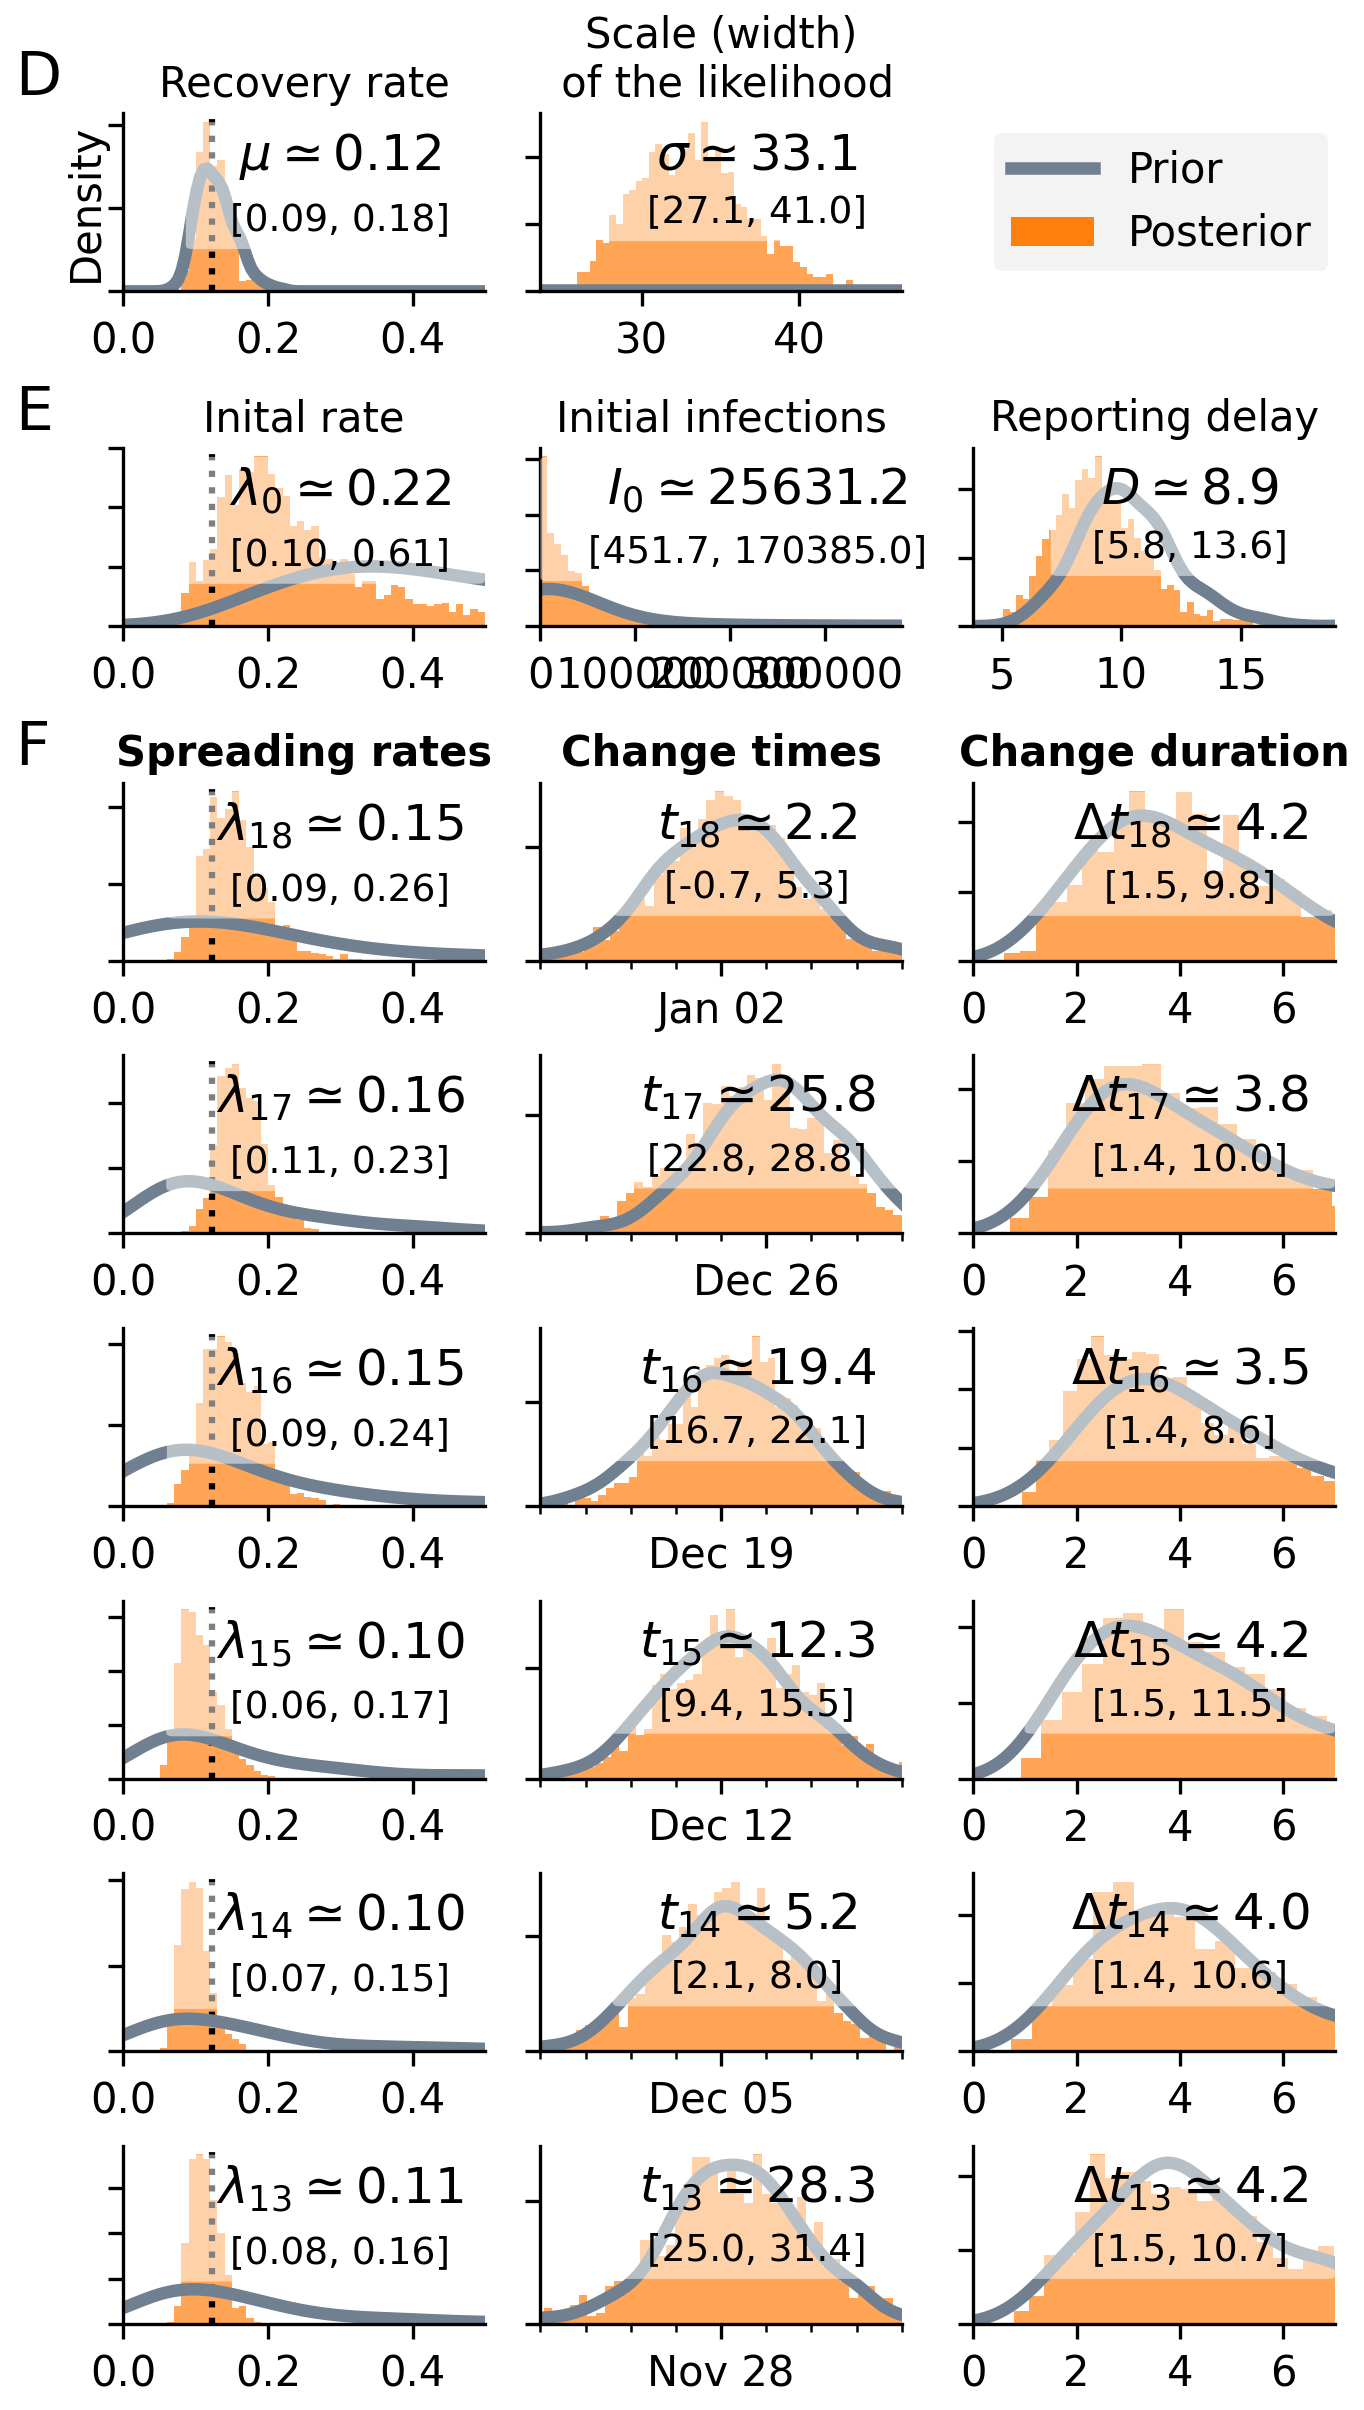 D
Recovery rate
Scale (width)
of the likelihood
Density
μ ≃ 0.12
[0.09, 0.18]
σ ≃ 33.1
[27.1, 41.0]
Prior
Posterior
0.0 0.2 0.4
30 40
E
Inital rate
Initial infections
Reporting delay
λ0 ≃ 0.22
[0.10, 0.61]
I0 ≃ 25631.2
[451.7, 170385.0]
D ≃ 8.9
[5.8, 13.6]
0.0 0.2 0.4
0 100000 200000 300000
5 10 15
F
Spreading rates
Change times
Change duration
λ18 ≃ 0.15
[0.09, 0.26]
t18 ≃ 2.2
[-0.7, 5.3]
Δt18 ≃ 4.2
[1.5, 9.8]
0.0 0.2 0.4
Jan 02
0 2 4 6
λ17 ≃ 0.16
[0.11, 0.23]
t17 ≃ 25.8
[22.8, 28.8]
Δt17 ≃ 3.8
[1.4, 10.0]
0.0 0.2 0.4
Dec 26
0 2 4 6
λ16 ≃ 0.15
[0.09, 0.24]
t16 ≃ 19.4
[16.7, 22.1]
Δt16 ≃ 3.5
[1.4, 8.6]
0.0 0.2 0.4
Dec 19
0 2 4 6
λ15 ≃ 0.10
[0.06, 0.17]
t15 ≃ 12.3
[9.4, 15.5]
Δt15 ≃ 4.2
[1.5, 11.5]
0.0 0.2 0.4
Dec 12
0 2 4 6
λ14 ≃ 0.10
[0.07, 0.15]
t14 ≃ 5.2
[2.1, 8.0]
Δt14 ≃ 4.0
[1.4, 10.6]
0.0 0.2 0.4
Dec 05
0 2 4 6
λ13 ≃ 0.11
[0.08, 0.16]
t13 ≃ 28.3
[25.0, 31.4]
Δt13 ≃ 4.2
[1.5, 10.7]
0.0 0.2 0.4
Nov 28
0 2 4 6